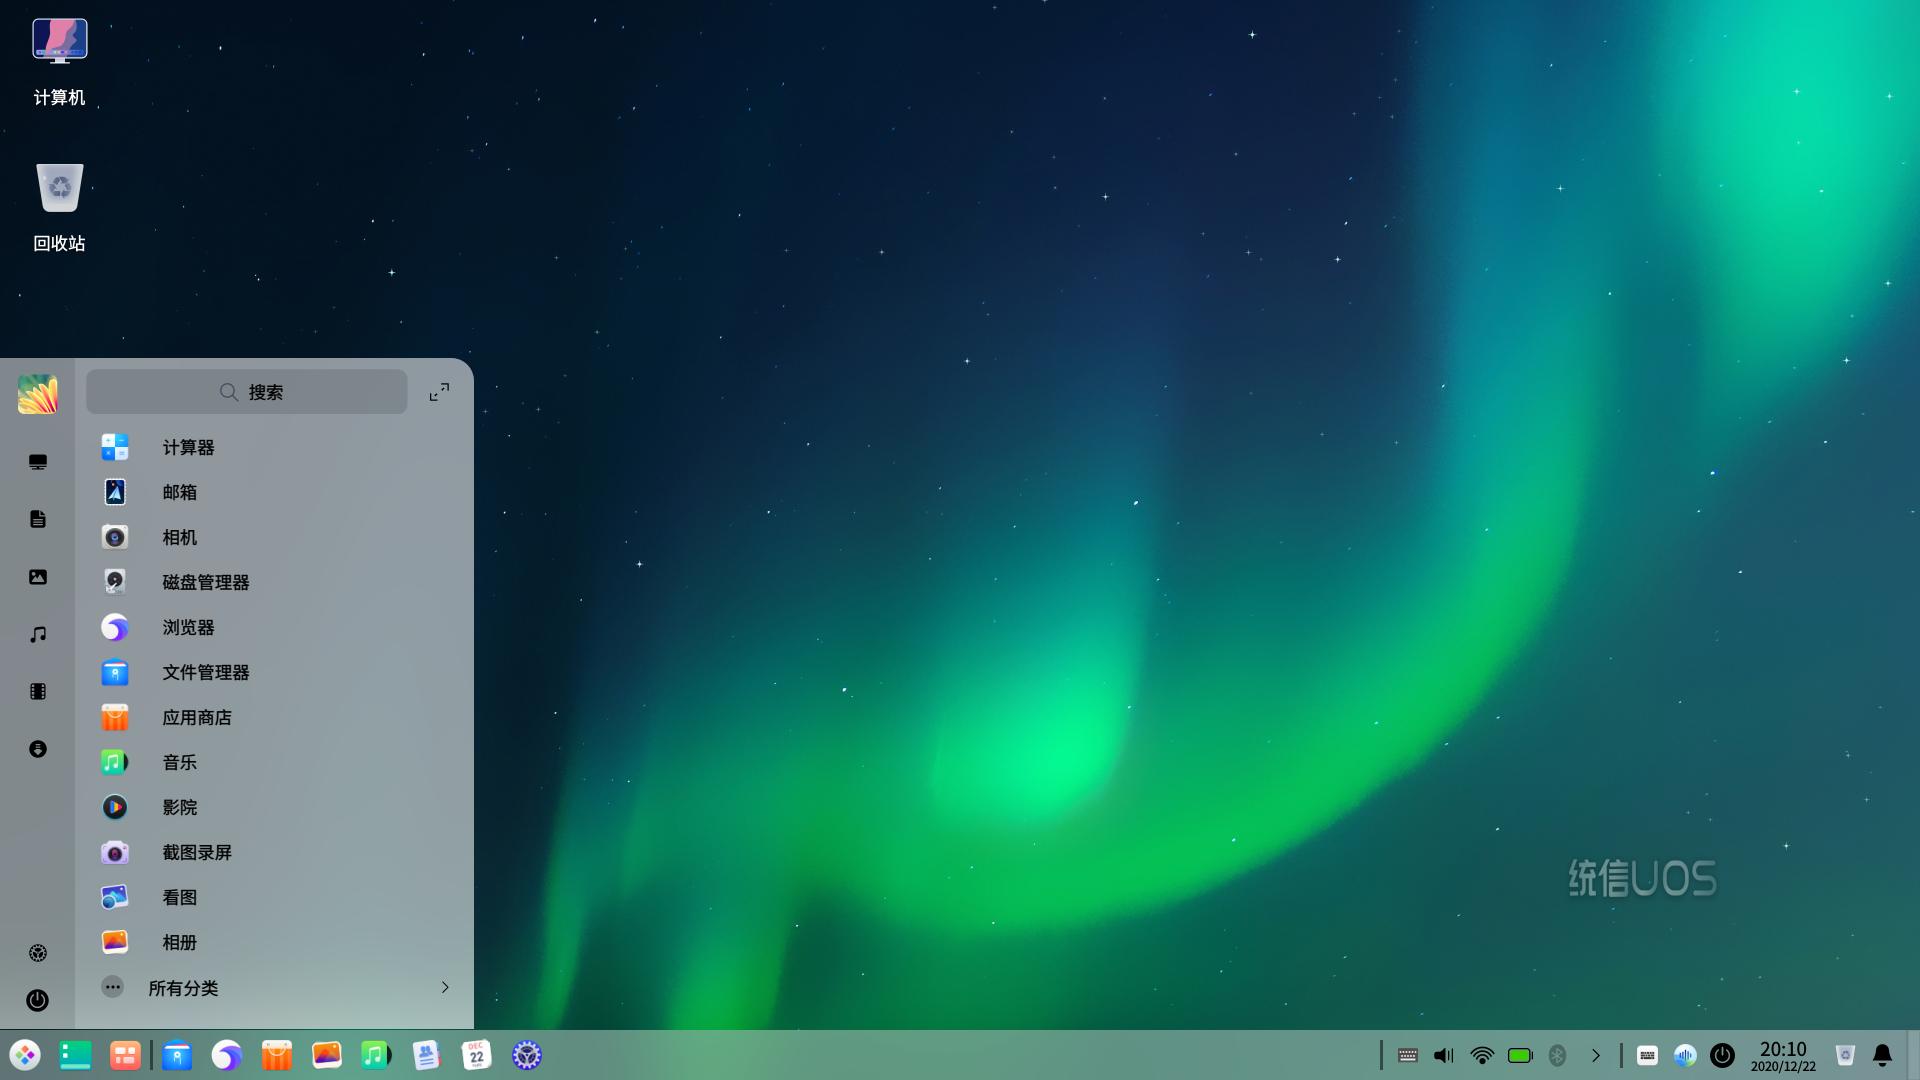 计算机
回收站
搜索
计算器
邮箱
相机
磁盘管理器
浏览器
文件管理器
应用商店
音乐
影院
截图录屏
看图
相册
所有分类
统信UOS
DEC
22
20:10
2020/12/22